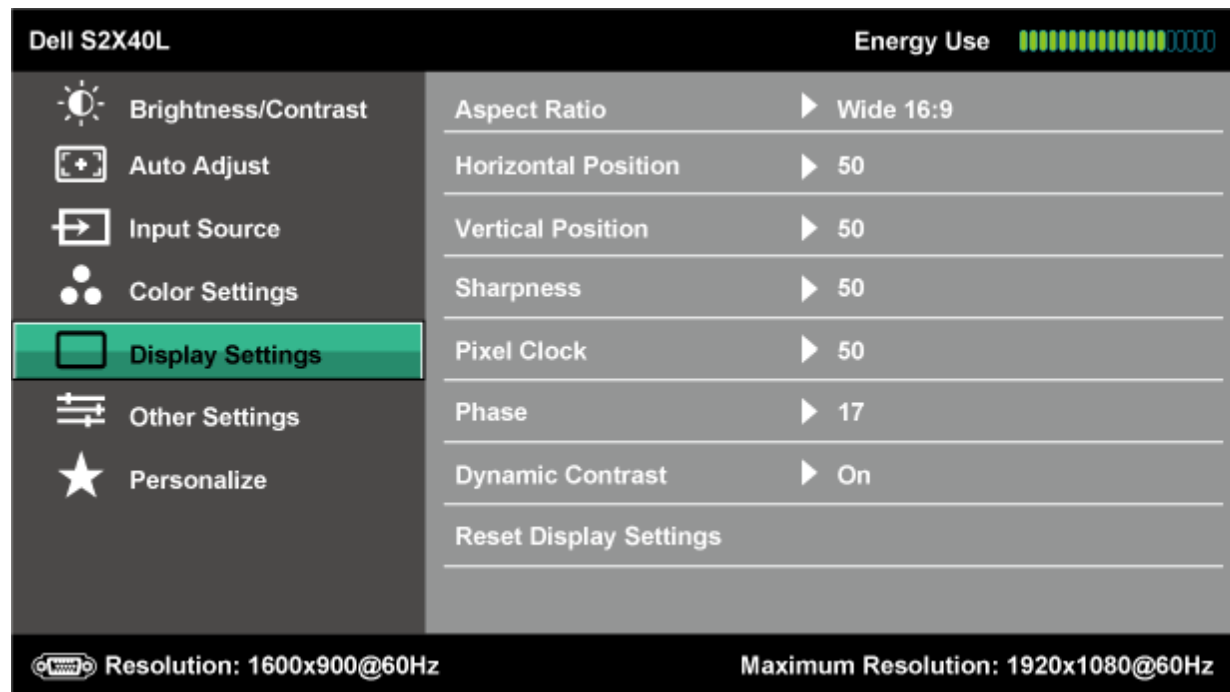 Dell S2X40L Energy Use
Brightness/Contrast
Auto Adjust
Input Source
Color Settings
Display Settings
Other Settings
Personalize
Aspect Ratio Wide 16:9
Horizontal Position 50
Vertical Position 50
Sharpness 50
Pixel Clock 50
Phase 17
Dynamic Contrast On
Reset Display Settings
Resolution: 1600x900@60Hz Maximum Resolution: 1920x1080@60Hz